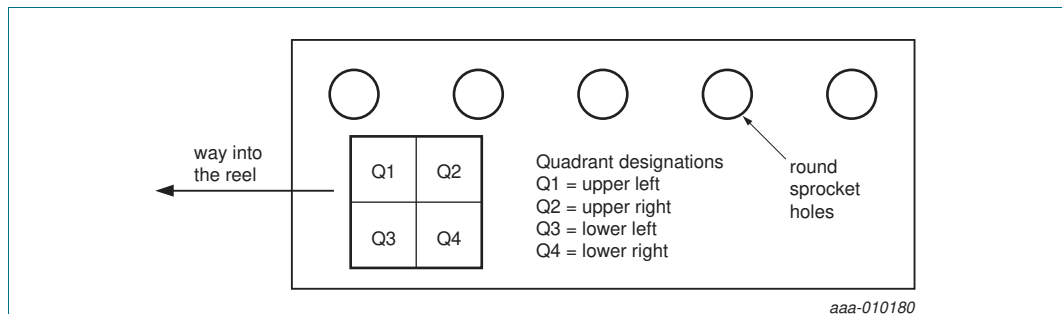 way into
the reel
Q1 Q2
Q3 Q4
Quadrant designations
Q1 = upper left
Q2 = upper right
Q3 = lower left
Q4 = lower right
round
sprocket
holes
aaa-010180